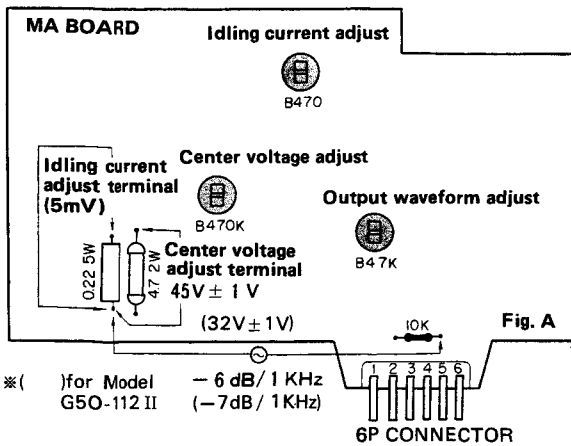 MA BOARD
Idling current adjust
B470
Idling current
adjust terminal
(5mV)
Center voltage adjust
B470K
Output waveform adjust
B47K
0.22 5W
4.7 2W
Center voltage
adjust terminal
45V ± 1 V
(32V ± 1V)
10K
Fig. A
※( )for Model
G50-112 II
− 6 dB / 1 KHz
(−7dB / 1KHz)
1 2 3 4 5 6
6P CONNECTOR